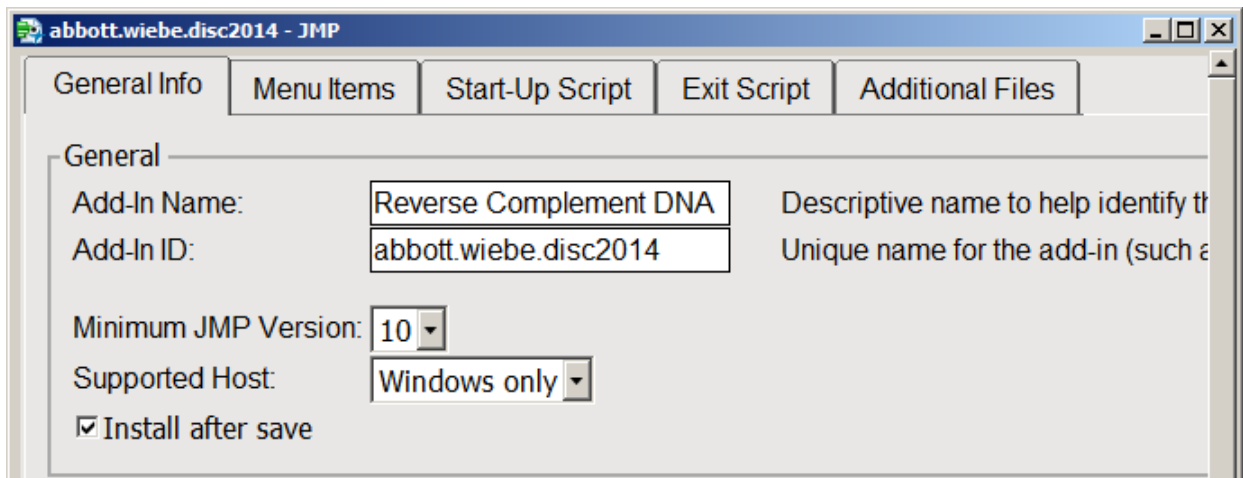 abbott.wiebe.disc2014 - JMP
General Info Menu Items Start-Up Script Exit Script Additional Files
General
Add-In Name: Reverse Complement DNA Descriptive name to help identify
Add-In ID: abbott.wiebe.disc2014 Unique name for the add-in (such
Minimum JMP Version: 10
Supported Host: Windows only
Install after save